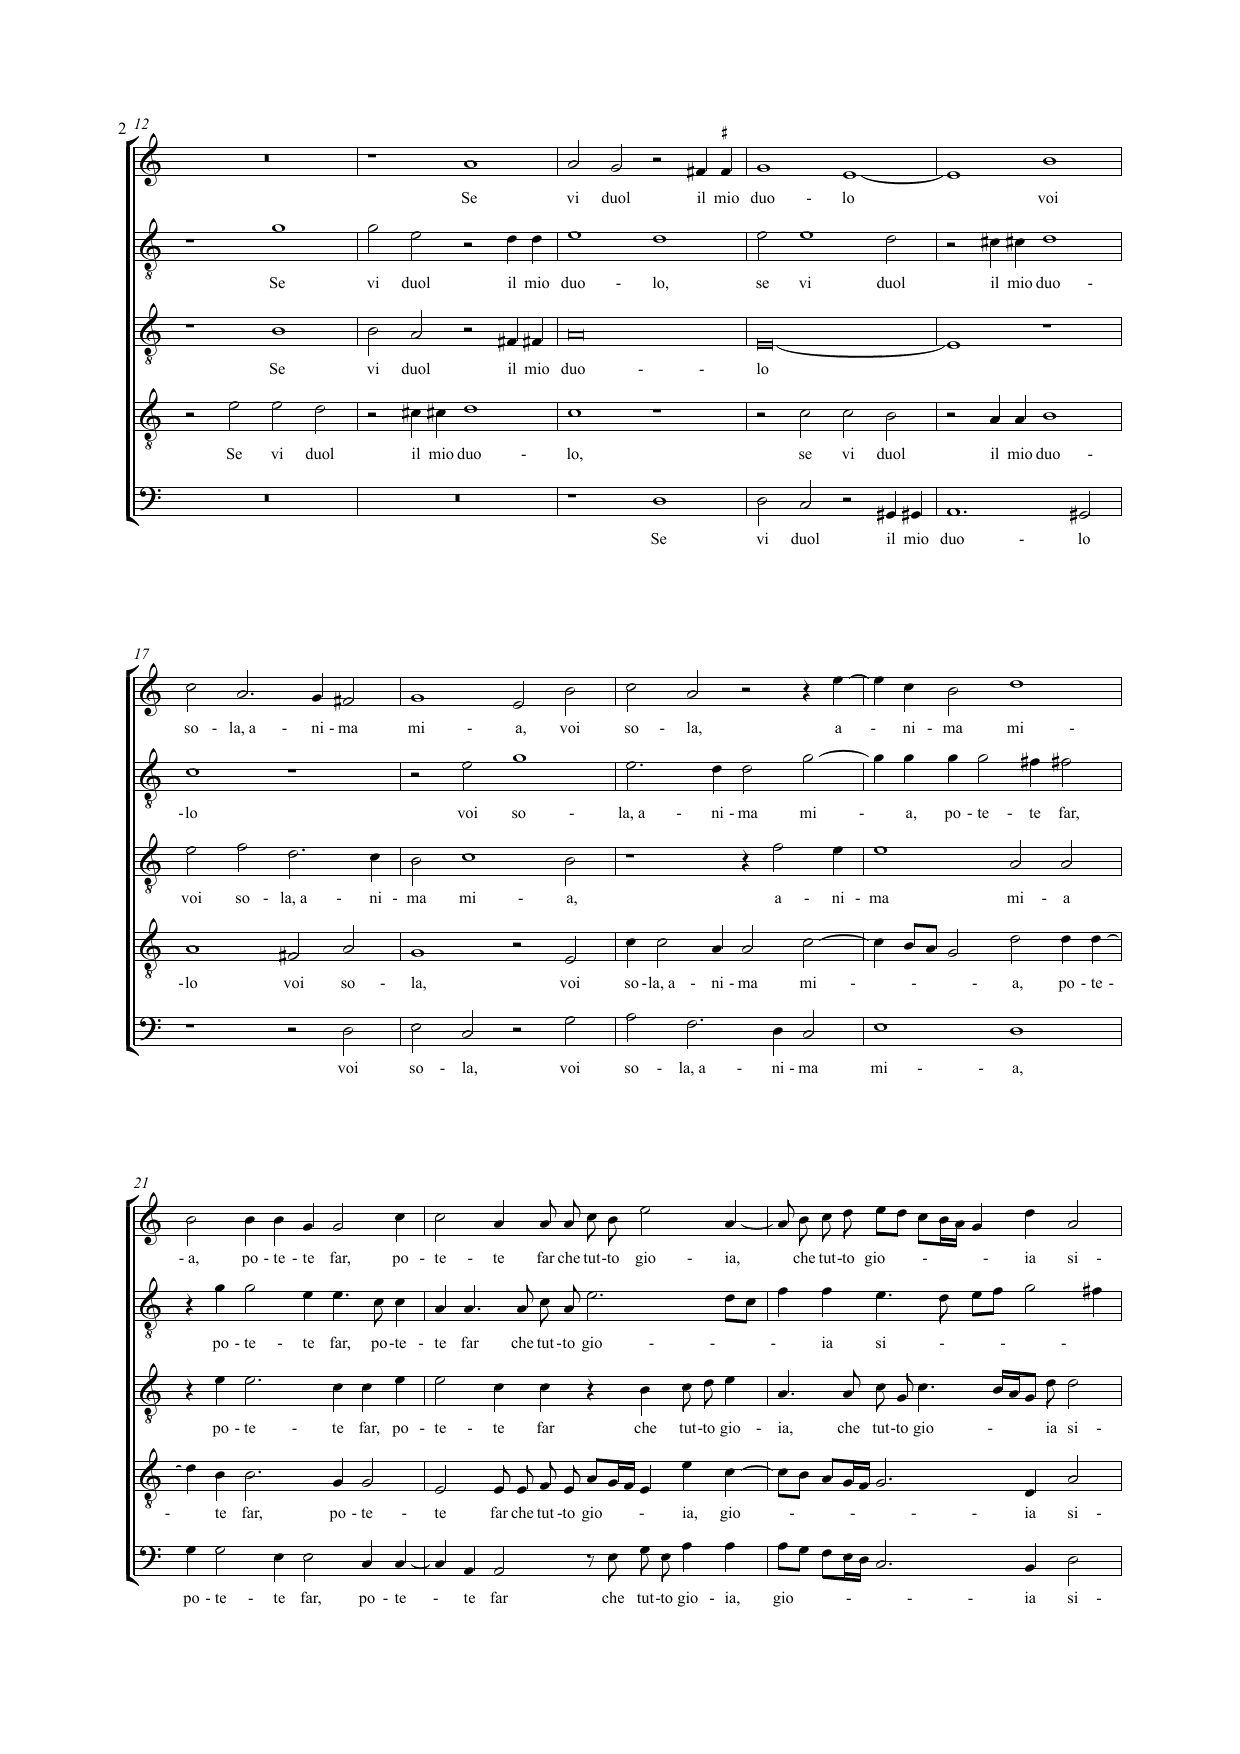 2 12
Se vi duol il mio duo - lo voi
Se vi duol il mio duo - lo, se vi duol il mio duo -
Se vi duol il mio duo - - lo
Se vi duol il mio duo - lo, se vi duol il mio duo -
Se vi duol il mio duo - lo
17
so - la, a - ni - ma mi - a, voi so - la, a - ni - ma mi -
-lo voi so - la, a - ni - ma mi - a, po - te - te far,
voi so - la, a - ni - ma mi - a, a - ni - ma mi - a
-lo voi so - la, voi so - la, a - ni - ma mi - - - a, po - te -
voi so - la, voi so - la, a - ni - ma mi - - a,
21
- a, po - te - te far, po - te - te far che tut - to gio - ia, che tut - to gio - - - ia si -
po - te - te far, po - te - te far che tut - to gio - - - ia si - - -
po - te - te far, po - te - te far che tut - to gio - ia, che tut - to gio - ia si -
- te far, po - te - te far che tut - to gio - ia, gio - - - - ia si -
po - te - te far, po - te - te far che tut - to gio - ia, gio - - - ia si -